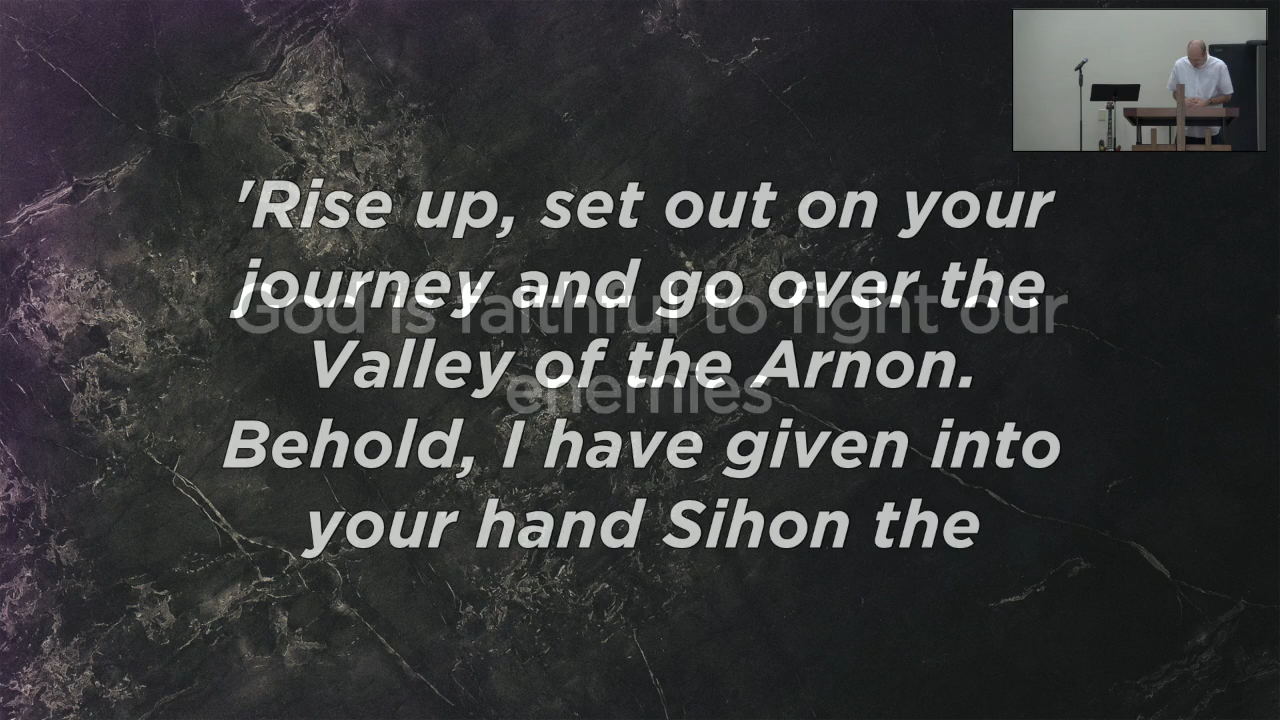 'Rise up, set out on your
journey and go over the
God is faithful to fight our
Valley of the Arnon.
enemies
Behold, I have given into
your hand Sihon the